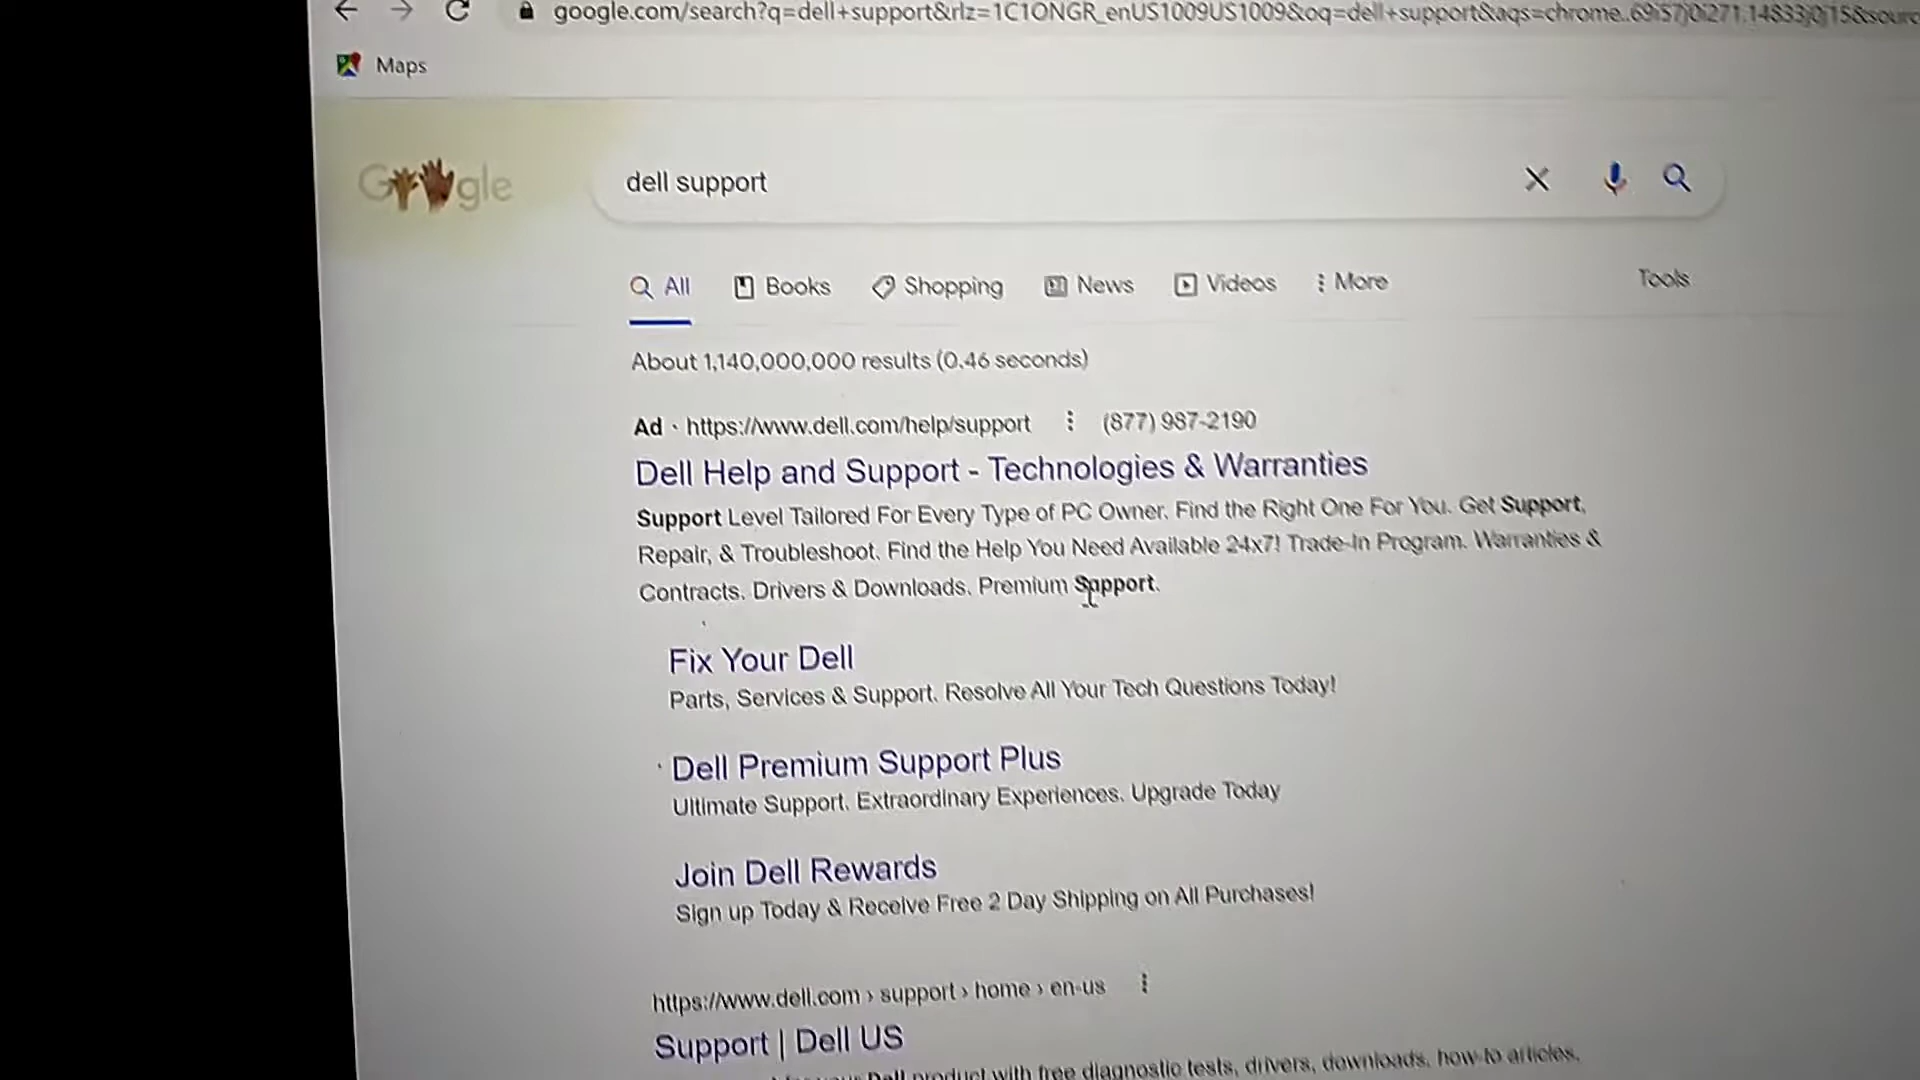 google.com/search?q=dell+support&rlz=1C1ONGR_enUS1009US1009&oq=dell+support&aqs=chrome..69i57j0i271.14833j0j15&sourc
Maps
Google
dell support
All Books Shopping News Videos More Tools
About 1,140,000,000 results (0.46 seconds)
Ad · https://www.dell.com/help/support (877) 987-2190
Dell Help and Support - Technologies & Warranties
Support Level Tailored For Every Type of PC Owner. Find the Right One For You. Get Support,
Repair, & Troubleshoot. Find the Help You Need Available 24x7! Trade-In Program. Warranties &
Contracts. Drivers & Downloads. Premium Support.
Fix Your Dell
Parts, Services & Support. Resolve All Your Tech Questions Today!
Dell Premium Support Plus
Ultimate Support. Extraordinary Experiences. Upgrade Today
Join Dell Rewards
Sign up Today & Receive Free 2 Day Shipping on All Purchases!
https://www.dell.com › support › home › en-us
Support | Dell US
Dell product with free diagnostic tests, drivers, downloads, how-to articles,